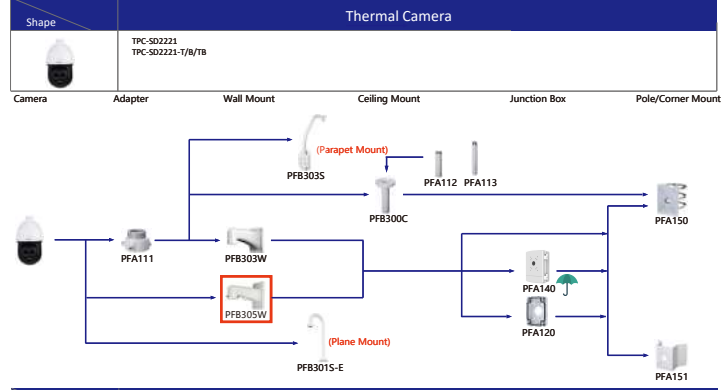 Shape
Thermal Camera
TPC-SD2221
TPC-SD2221-T/B/TB
Camera
Adapter
Wall Mount
Ceiling Mount
Junction Box
Pole/Corner Mount
(Parapet Mount)
PFB303S
PFA112
PFA113
PFB300C
PFA150
PFA111
PFB303W
PFA140
PFB305W
PFA120
(Plane Mount)
PFB301S-E
PFA151